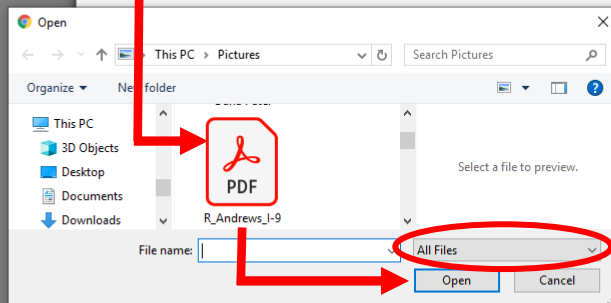 Open
This PC > Pictures
Search Pictures
Organize
New folder
This PC
3D Objects
Desktop
Documents
Downloads
PDF
R_Andrews_I-9
Select a file to preview.
File name:
All Files
Open
Cancel